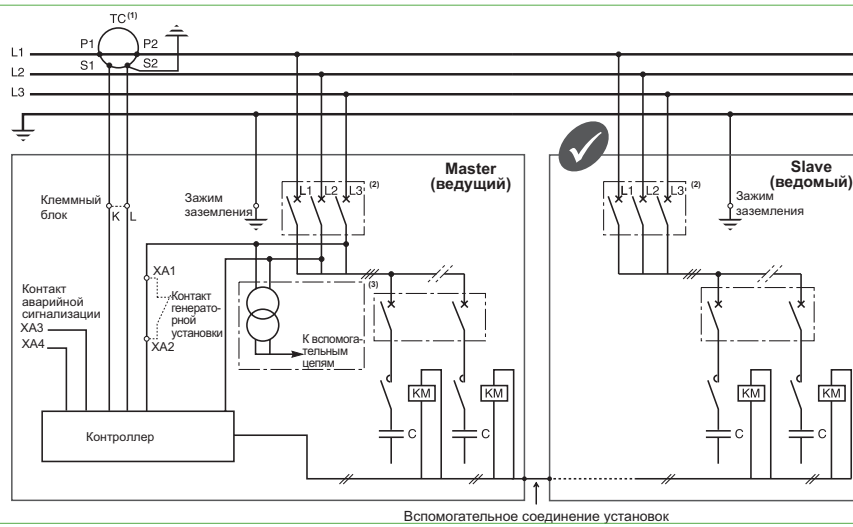 TC(1)
P1 P2
L1
S1 S2
L2
L3
Master
(ведущий)
Slave
(ведомый)
L1 L2 L3 (2)
L1 L2 L3 (2)
Клеммный
блок
K L
Зажим
заземления
Зажим
заземления
XA1
(3)
Контакт
аварийной
сигнализации
XA3
XA4
Контакт
генерато-
рной
установки
XA2
К вспомога-
тельным
цепям
KM
KM
KM
KM
C
C
C
C
Контроллер
Вспомогательное соединение установок